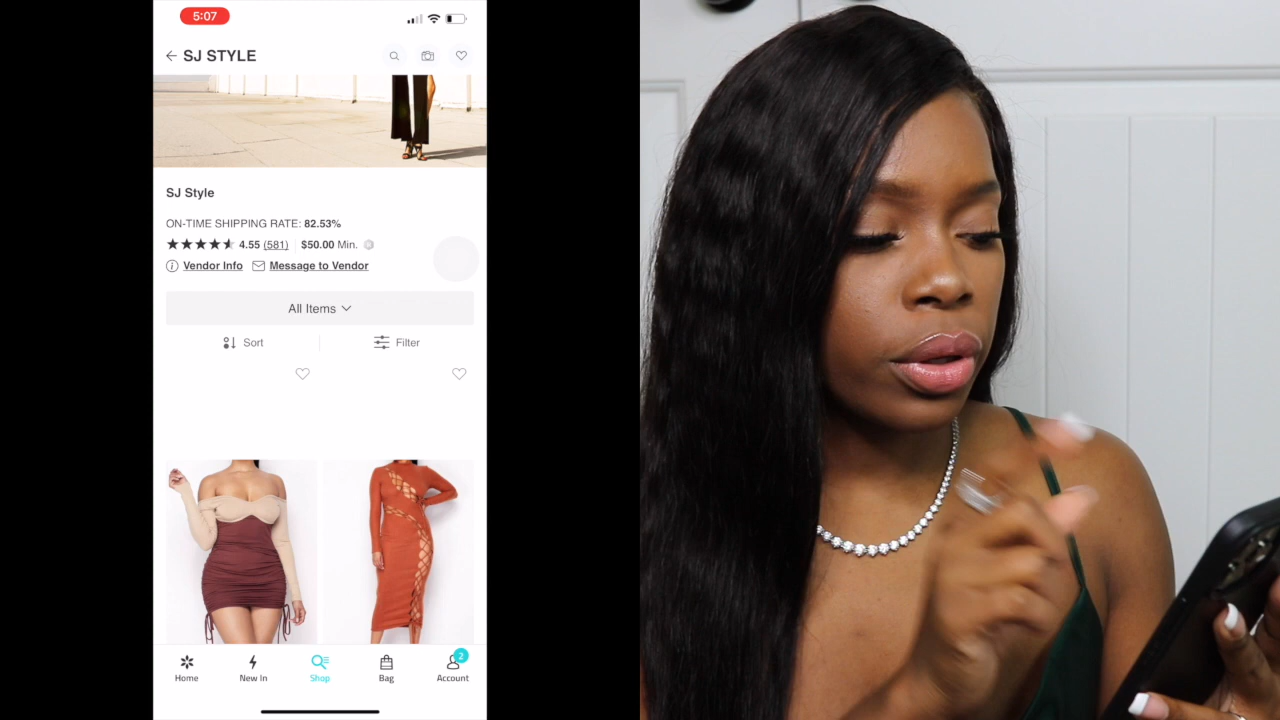 5:07
SJ STYLE
SJ Style
ON-TIME SHIPPING RATE: 82.53%
4.55 (581) $50.00 Min.
Vendor Info Message to Vendor
All Items
Sort Filter
2
Home New In Shop Bag Account